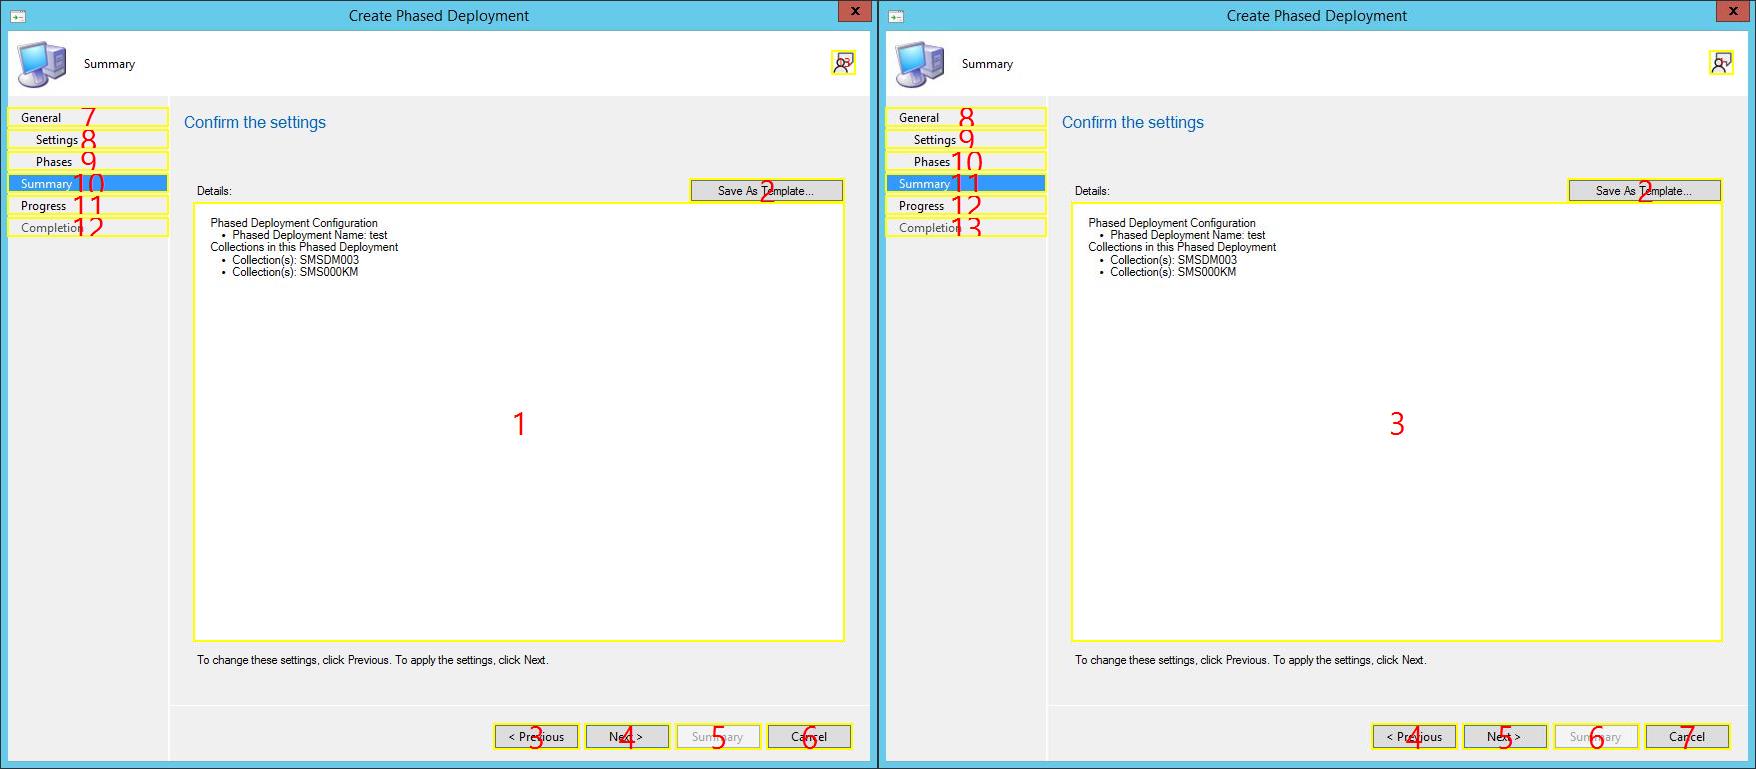 Create Phased Deployment
x
Summary
13
General 7
Settings 8
Phases 9
Summary 10
Progress 11
Completion 12
Confirm the settings
Details:
Save As Template... 2
Phased Deployment Configuration
• Phased Deployment Name: test
Collections in this Phased Deployment
• Collection(s): SMSDM003
• Collection(s): SMS000KM
1
To change these settings, click Previous. To apply the settings, click Next.
< Previous 3
Next > 4
Summary 5
Cancel 6
Create Phased Deployment
x
Summary
General 8
Settings 9
Phases 10
Summary 11
Progress 12
Completion 13
Confirm the settings
Details:
Save As Template... 2
Phased Deployment Configuration
• Phased Deployment Name: test
Collections in this Phased Deployment
• Collection(s): SMSDM003
• Collection(s): SMS000KM
3
To change these settings, click Previous. To apply the settings, click Next.
< Previous 4
Next > 5
Summary 6
Cancel 7